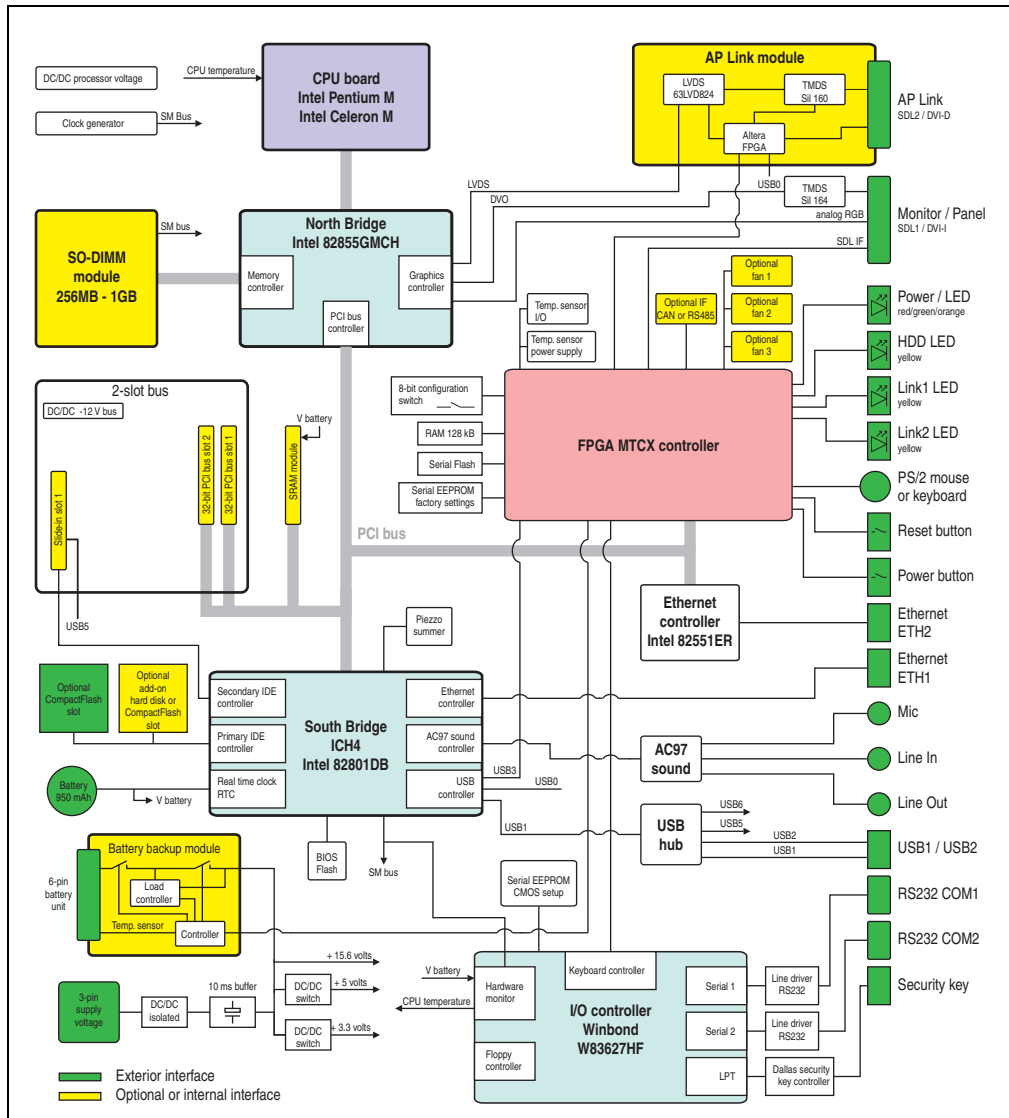 DC/DC processor voltage
CPU temperature
Clock generator
SM Bus
CPU board
Intel Pentium M
Intel Celeron M
AP Link module
LVDS
63LVD824
TMDS
Sil 160
Altera
FPGA
AP Link
SDL2 / DVI-D
LVDS
DVO
USB0
TMDS
Sil 164
analog RGB
SDL IF
Monitor / Panel
SDL1 / DVI-I
SO-DIMM
module
256MB - 1GB
SM bus
North Bridge
Intel 82855GMCH
Memory
controller
Graphics
controller
PCI bus
controller
Temp. sensor
I/O
Temp. sensor
power supply
Optional IF
CAN or RS485
Optional
fan 1
Optional
fan 2
Optional
fan 3
Power / LED
red/green/orange
HDD LED
yellow
Link1 LED
yellow
Link2 LED
yellow
PS/2 mouse
or keyboard
Reset button
Power button
2-slot bus
DC/DC -12 V bus
Slide-in slot 1
32-bit PCI bus slot 2
32-bit PCI bus slot 1
V battery
SRAM module
USB5
8-bit configuration
switch
RAM 128 kB
Serial Flash
Serial EEPROM
factory settings
FPGA MTCX controller
PCI bus
Piezzo
summer
Ethernet
controller
Intel 82551ER
Ethernet
ETH2
Ethernet
ETH1
Optional
CompactFlash
slot
Optional
add-on
hard disk or
CompactFlash
slot
Secondary IDE
controller
Primary IDE
controller
Real time clock
RTC
South Bridge
ICH4
Intel 82801DB
Ethernet
controller
AC97 sound
controller
USB
controller
USB3
USB0
USB1
AC97
sound
Mic
Line In
Line Out
Battery
950 mAh
V battery
USB
hub
USB6
USB5
USB2
USB1
USB1 / USB2
BIOS
Flash
SM bus
Battery backup module
6-pin
battery
unit
Load
controller
Temp. sensor
Controller
Serial EEPROM
CMOS setup
RS232 COM1
RS232 COM2
Security key
3-pin
supply
voltage
DC/DC
isolated
10 ms buffer
+ 15.6 volts
DC/DC
switch
+ 5 volts
DC/DC
switch
+ 3.3 volts
V battery
CPU temperature
Hardware
monitor
Keyboard controller
Floppy
controller
I/O controller
Winbond
W83627HF
Serial 1
Serial 2
LPT
Line driver
RS232
Line driver
RS232
Dallas security
key controller
Exterior interface
Optional or internal interface